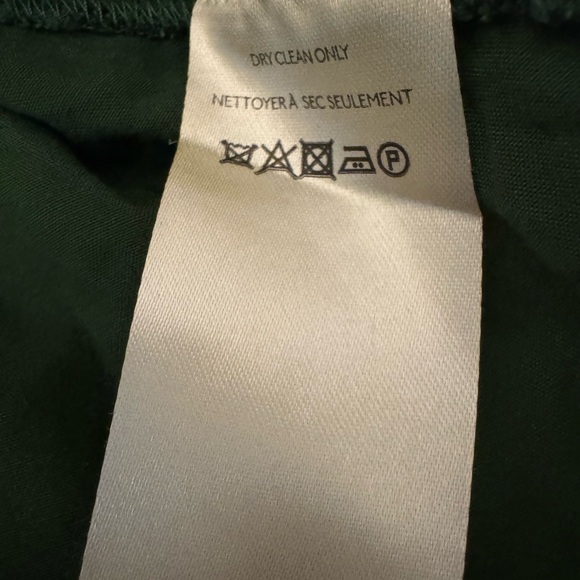 DRY CLEAN ONLY
NETTOYER À SEC SEULEMENT
P